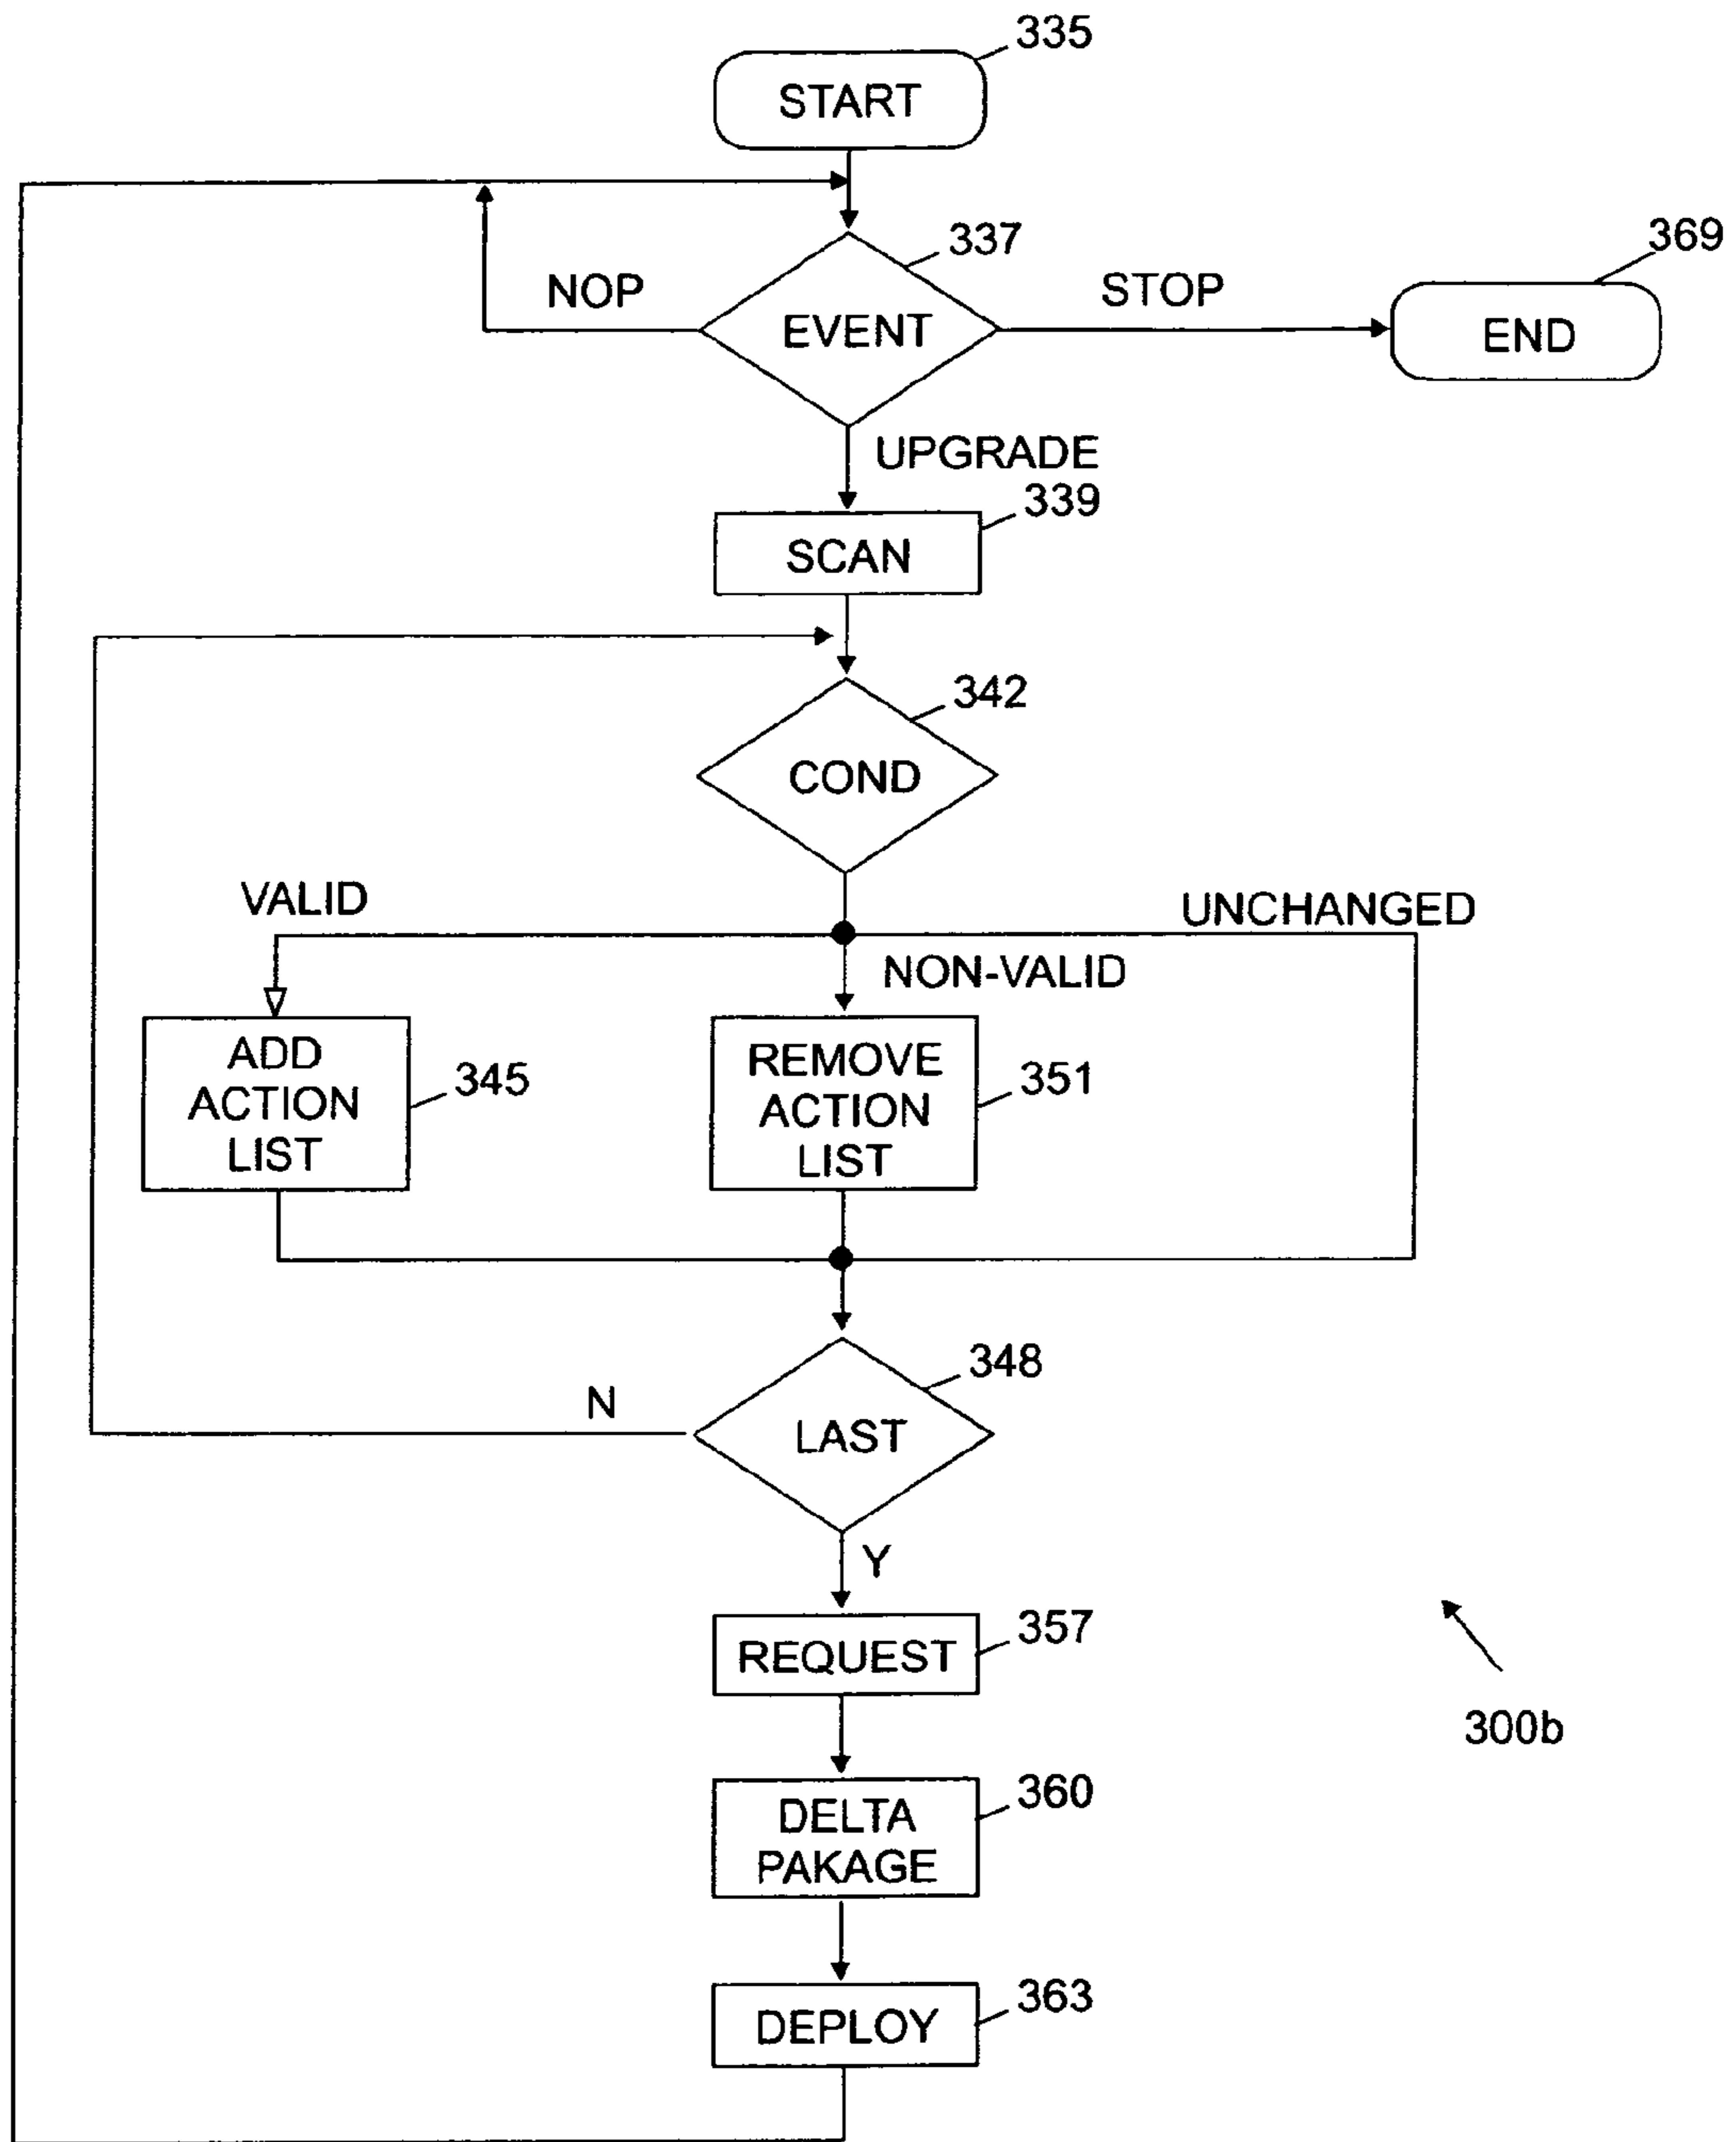 335
START
337
369
NOP
STOP
EVENT
END
UPGRADE
339
SCAN
342
COND
VALID
UNCHANGED
NON-VALID
ADD
ACTION
LIST
345
REMOVE
ACTION
LIST
351
348
N
LAST
Y
357
REQUEST
300b
360
DELTA
PAKAGE
363
DEPLOY